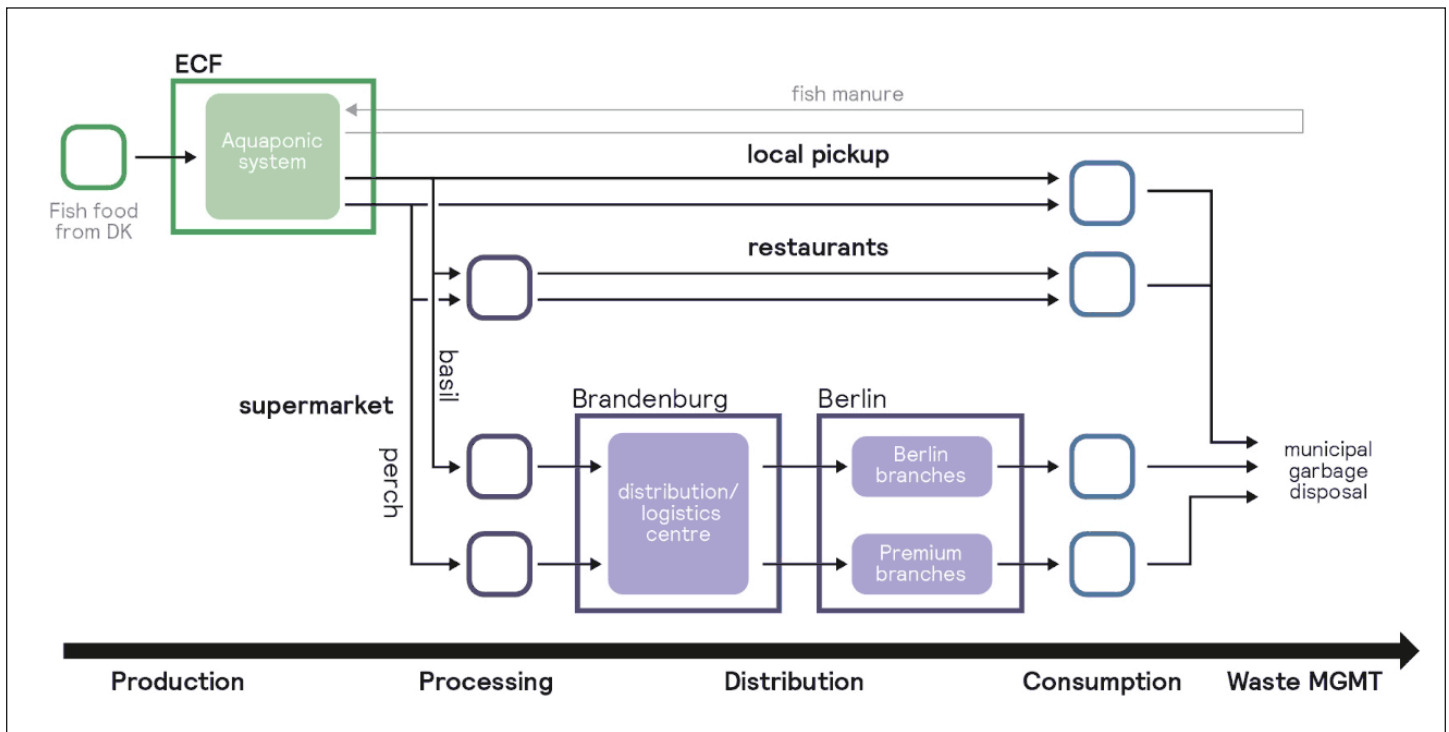 ECF
fish manure
Aquaponic
system
local pickup
Fish food
from DK
restaurants
basil
supermarket
perch
Brandenburg
Berlin
distribution/
logistics
centre
Berlin
branches
Premium
branches
municipal
garbage
disposal
Production
Processing
Distribution
Consumption
Waste MGMT